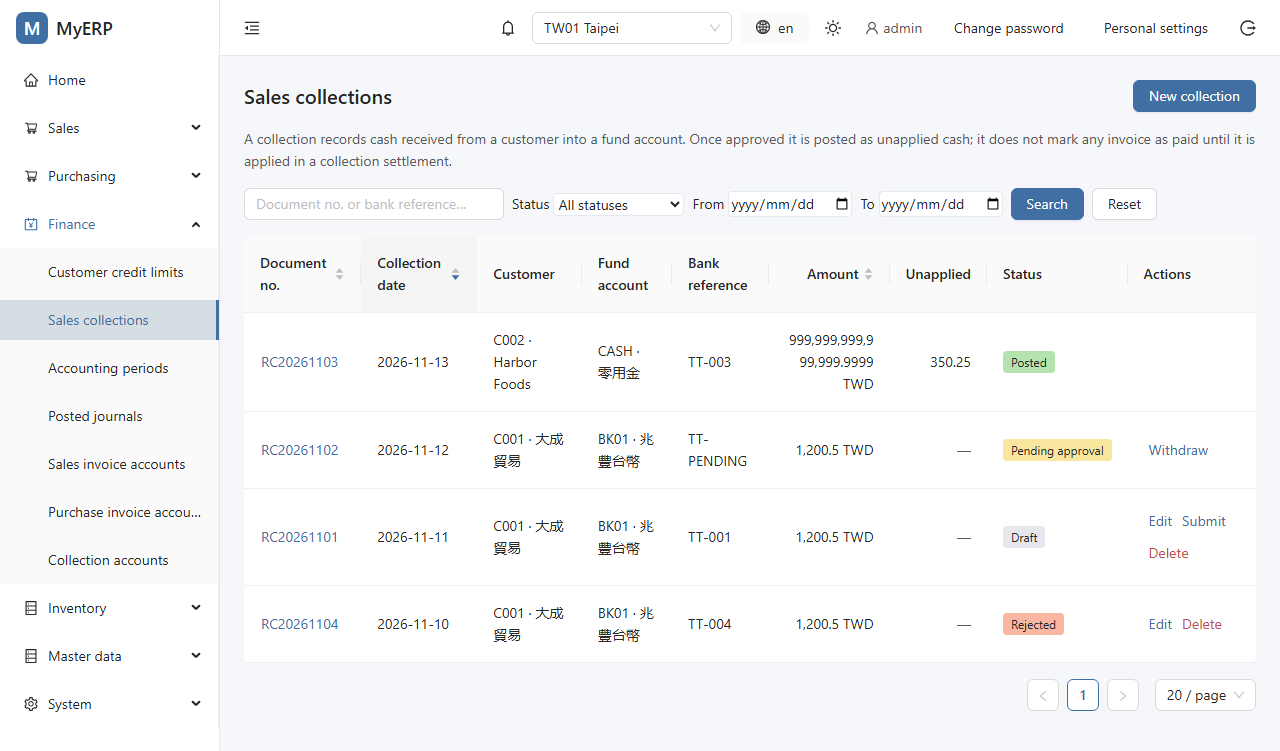 M MyERP
TW01 Taipei
en
admin
Change password
Personal settings
Home
Sales
Purchasing
Finance
Customer credit limits
Sales collections
Accounting periods
Posted journals
Sales invoice accounts
Purchase invoice accou...
Collection accounts
Inventory
Master data
System
Sales collections
New collection
A collection records cash received from a customer into a fund account. Once approved it is posted as unapplied cash; it does not mark any invoice as paid until it is
applied in a collection settlement.
Document no. or bank reference... Status All statuses From yyyy/mm/dd To yyyy/mm/dd Search Reset
Document
no.
Collection
date
Customer
Fund
account
Bank
reference
Amount
Unapplied
Status
Actions
RC20261103
2026-11-13
C002 ·
Harbor
Foods
CASH ·
零用金
TT-003
999,999,999,9
99,999.9999
TWD
350.25
Posted
RC20261102
2026-11-12
C001 · 大成
貿易
BK01 · 兆
豐台幣
TT-
PENDING
1,200.5 TWD
—
Pending approval
Withdraw
RC20261101
2026-11-11
C001 · 大成
貿易
BK01 · 兆
豐台幣
TT-001
1,200.5 TWD
—
Draft
Edit Submit
Delete
RC20261104
2026-11-10
C001 · 大成
貿易
BK01 · 兆
豐台幣
TT-004
1,200.5 TWD
—
Rejected
Edit Delete
< 1 > 20 / page